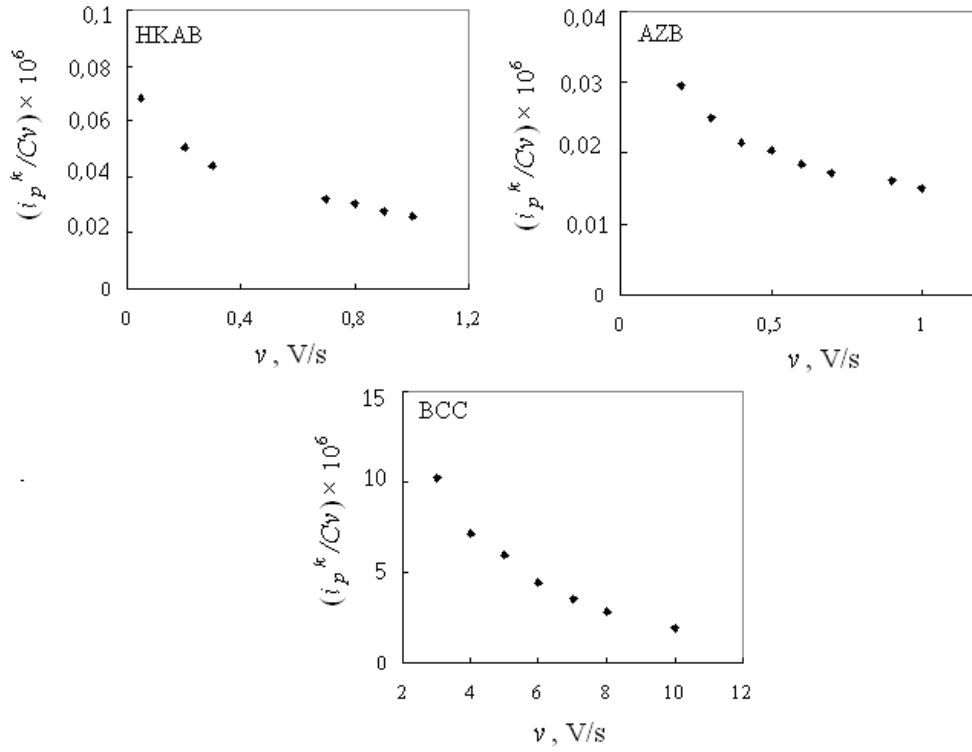 HKAB
(i_p^k/Cv) × 10^6
0,1
0,08
0,06
0,04
0,02
0
0 0,4 0,8 1,2
v, V/s
AZB
(i_p^k/Cv) × 10^6
0,04
0,03
0,02
0,01
0
0 0,5 1
v, V/s
BCC
(i_p^k/Cv) × 10^6
15
10
5
0
2 4 6 8 10 12
v, V/s